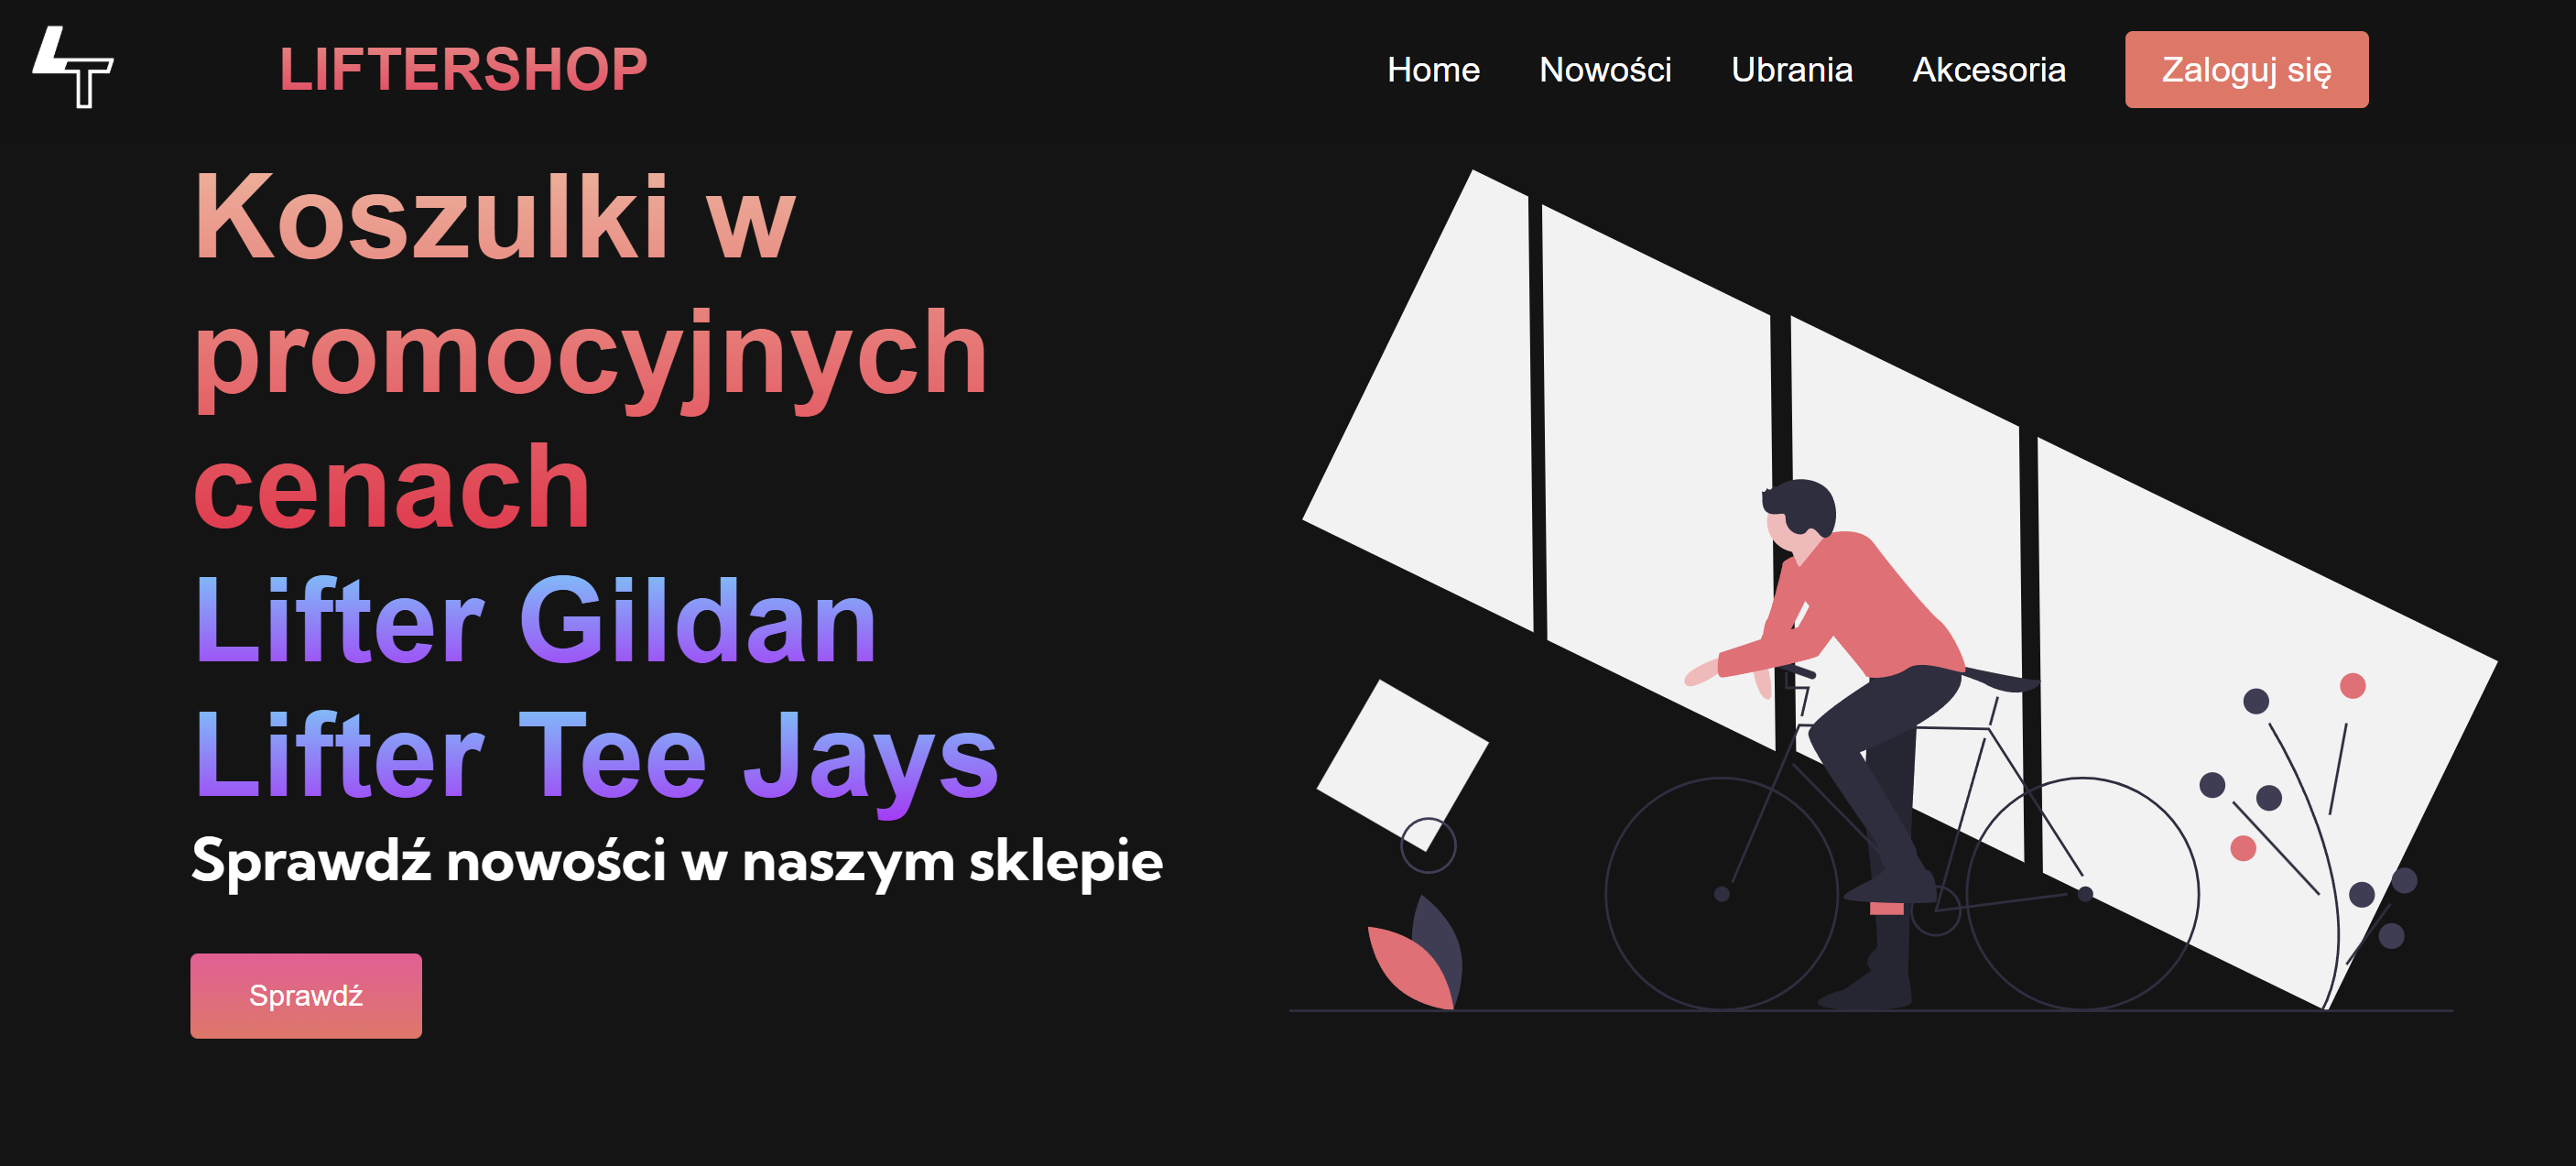 LT
LIFTERSHOP
Home
Nowości
Ubrania
Akcesoria
Zaloguj się
Koszulki w
promocyjnych
cenach
Lifter Gildan
Lifter Tee Jays
Sprawdź nowości w naszym sklepie
Sprawdź